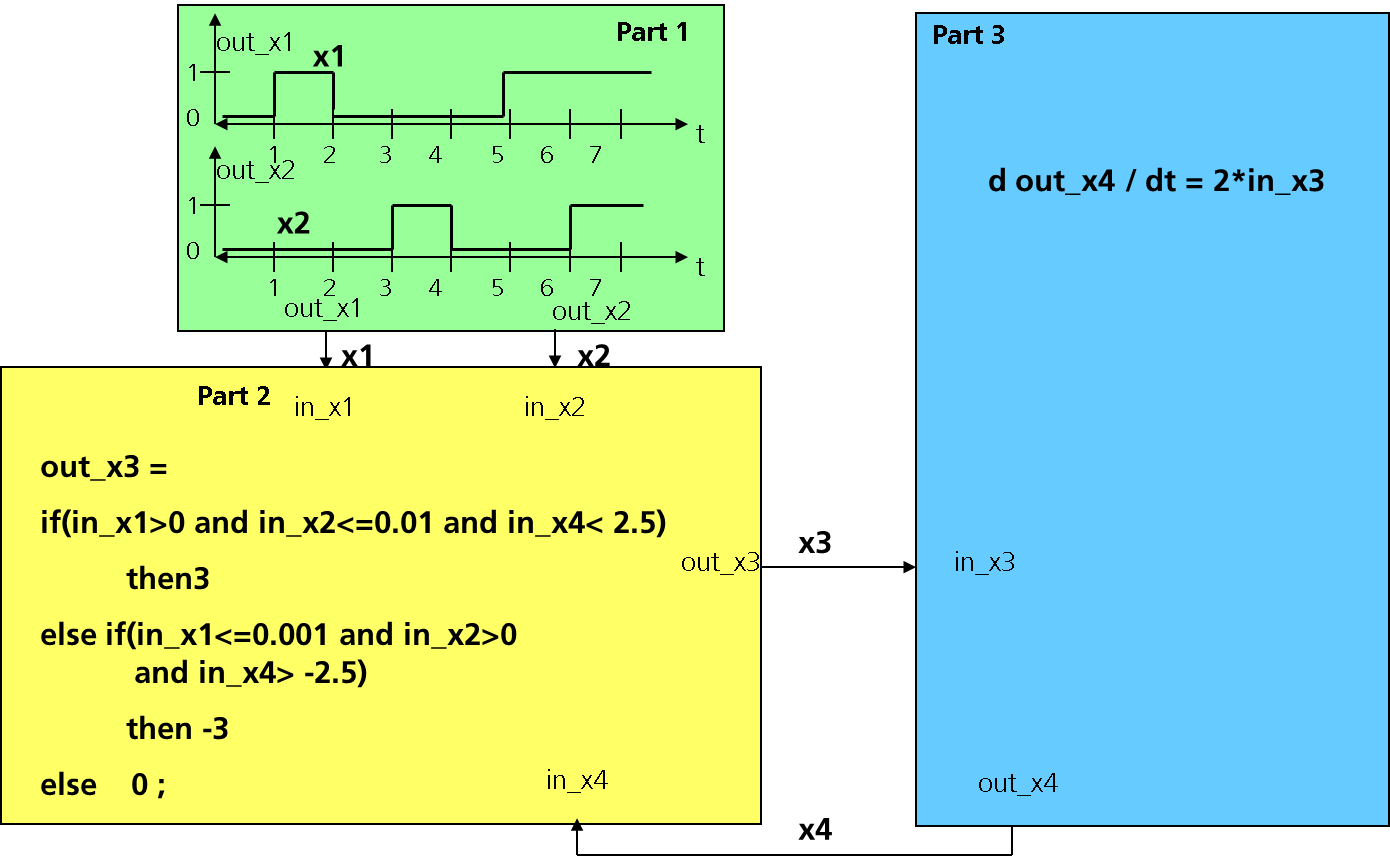 Part 1
out_x1
x1
1
0
t
1 2 3 4 5 6 7
out_x2
1
x2
0
t
1 2 3 4 5 6 7
out_x1
out_x2
x1
x2
Part 2
in_x1
in_x2
out_x3 =
if(in_x1>0 and in_x2<=0.01 and in_x4< 2.5)
then3
else if(in_x1<=0.001 and in_x2>0
and in_x4> -2.5)
then -3
else 0 ;
out_x3
in_x4
x3
x4
Part 3
d out_x4 / dt = 2*in_x3
in_x3
out_x4